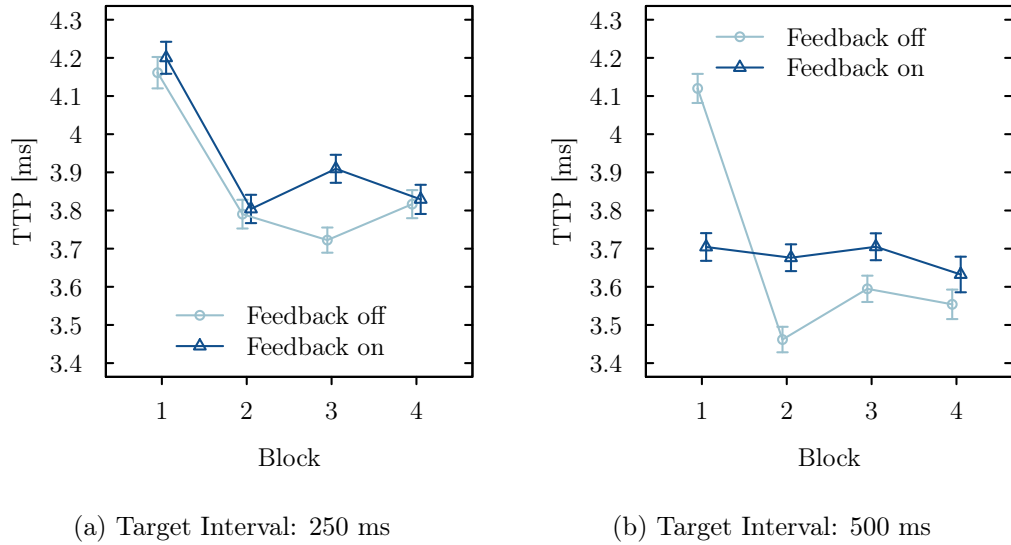 4.3
4.2
4.1
4
3.9
3.8
3.7
3.6
3.5
3.4
TTP [ms]
Feedback off
Feedback on
1 2 3 4
Block
(a) Target Interval: 250 ms
4.3
4.2
4.1
4
3.9
3.8
3.7
3.6
3.5
3.4
TTP [ms]
Feedback off
Feedback on
1 2 3 4
Block
(b) Target Interval: 500 ms